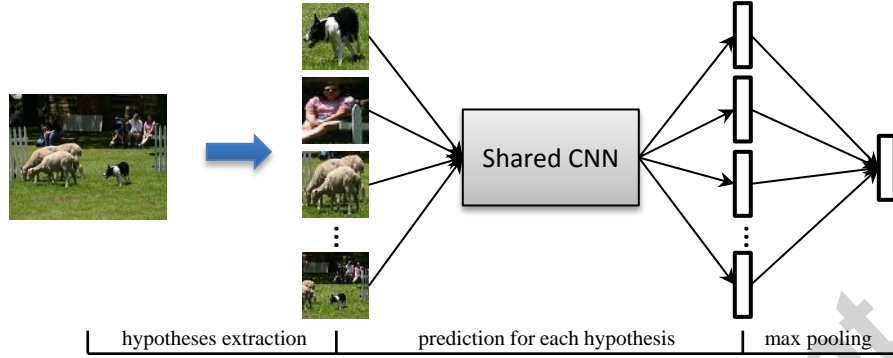 Shared CNN
hypotheses extraction
prediction for each hypothesis
max pooling